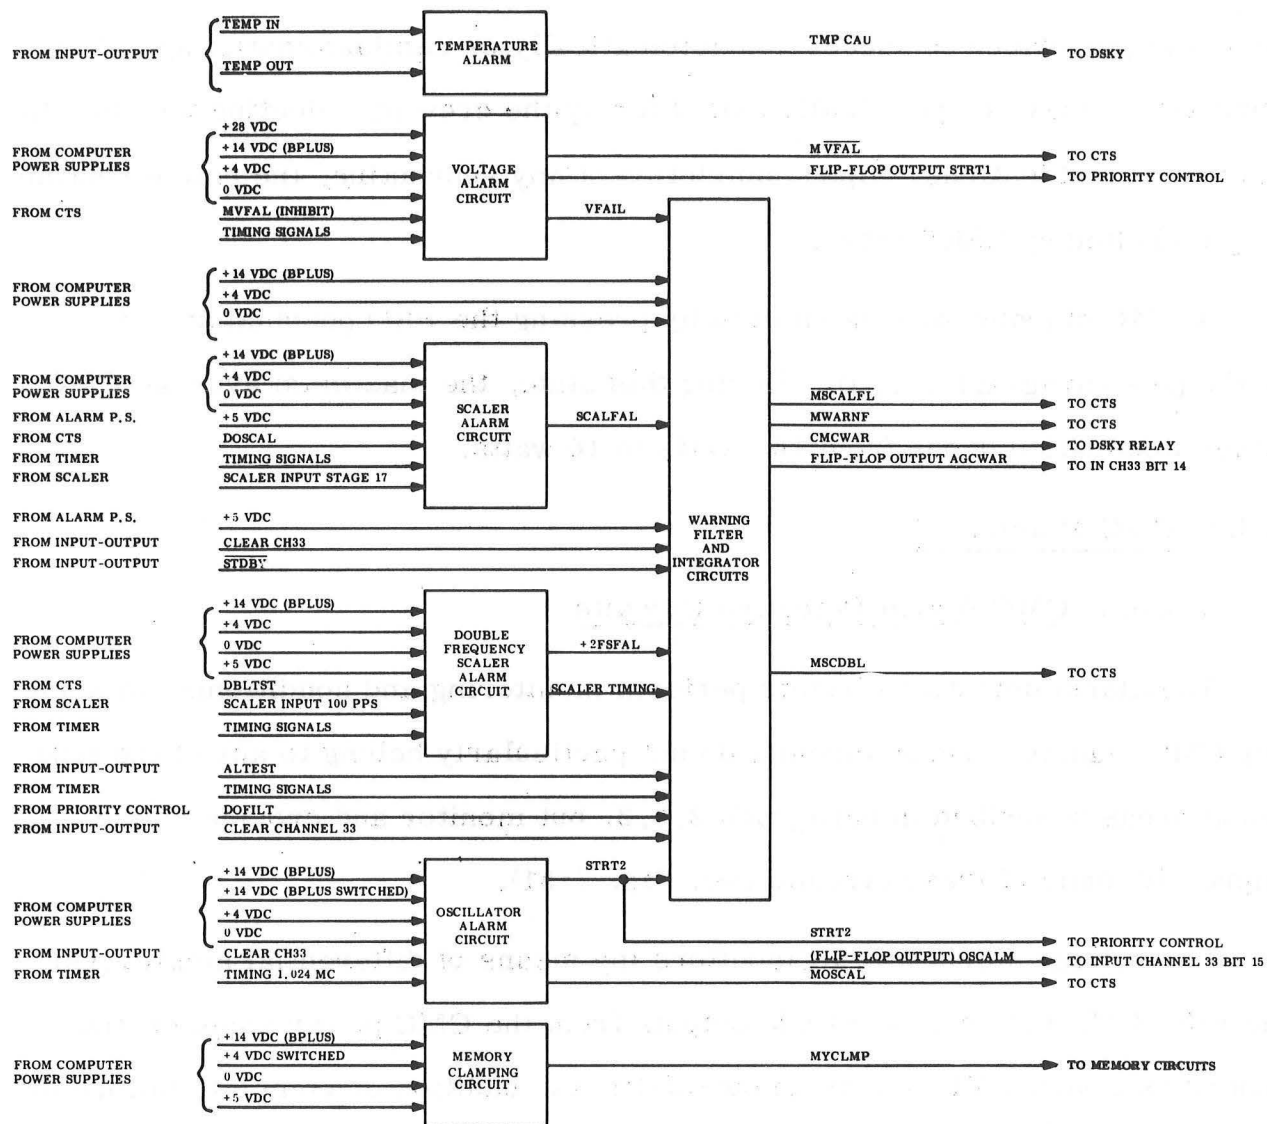 FROM INPUT-OUTPUT
TEMP IN
TEMP OUT
TEMPERATURE
ALARM
TMP CAU
TO DSKY
FROM COMPUTER
POWER SUPPLIES
+28 VDC
+14 VDC (BPLUS)
+4 VDC
0 VDC
FROM CTS
MVFAL (INHIBIT)
TIMING SIGNALS
VOLTAGE
ALARM
CIRCUIT
MVFAL
TO CTS
FLIP-FLOP OUTPUT STRT1
TO PRIORITY CONTROL
VFAIL
FROM COMPUTER
POWER SUPPLIES
+14 VDC (BPLUS)
+4 VDC
0 VDC
FROM COMPUTER
POWER SUPPLIES
+14 VDC (BPLUS)
+4 VDC
0 VDC
FROM ALARM P.S.
+5 VDC
FROM CTS
DOSCAL
FROM TIMER
TIMING SIGNALS
FROM SCALER
SCALER INPUT STAGE 17
SCALER
ALARM
CIRCUIT
SCALFAL
MSCALFL
TO CTS
MWARNF
TO CTS
CMCWAR
TO DSKY RELAY
FLIP-FLOP OUTPUT AGCWAR
TO IN CH33 BIT 14
FROM ALARM P.S.
+5 VDC
FROM INPUT-OUTPUT
CLEAR CH33
FROM INPUT-OUTPUT
STDBY
WARNING
FILTER
AND
INTEGRATOR
CIRCUITS
FROM COMPUTER
POWER SUPPLIES
+14 VDC (BPLUS)
+4 VDC
0 VDC
+5 VDC
FROM CTS
DBLTST
FROM SCALER
SCALER INPUT 100 PPS
FROM TIMER
TIMING SIGNALS
DOUBLE
FREQUENCY
SCALER
ALARM
CIRCUIT
+2FSFAL
SCALER TIMING
MSCDBL
TO CTS
FROM INPUT-OUTPUT
ALTEST
FROM TIMER
TIMING SIGNALS
FROM PRIORITY CONTROL
DOFILT
FROM INPUT-OUTPUT
CLEAR CHANNEL 33
FROM COMPUTER
POWER SUPPLIES
+14 VDC (BPLUS)
+14 VDC (BPLUS SWITCHED)
+4 VDC
0 VDC
FROM INPUT-OUTPUT
CLEAR CH33
FROM TIMER
TIMING 1.024 MC
OSCILLATOR
ALARM
CIRCUIT
STRT2
STRT2
TO PRIORITY CONTROL
(FLIP-FLOP OUTPUT) OSCALM
TO INPUT CHANNEL 33 BIT 15
MOSCAL
TO CTS
FROM COMPUTER
POWER SUPPLIES
+14 VDC (BPLUS)
+4 VDC SWITCHED
0 VDC
+5 VDC
MEMORY
CLAMPING
CIRCUIT
MYCLMP
TO MEMORY CIRCUITS